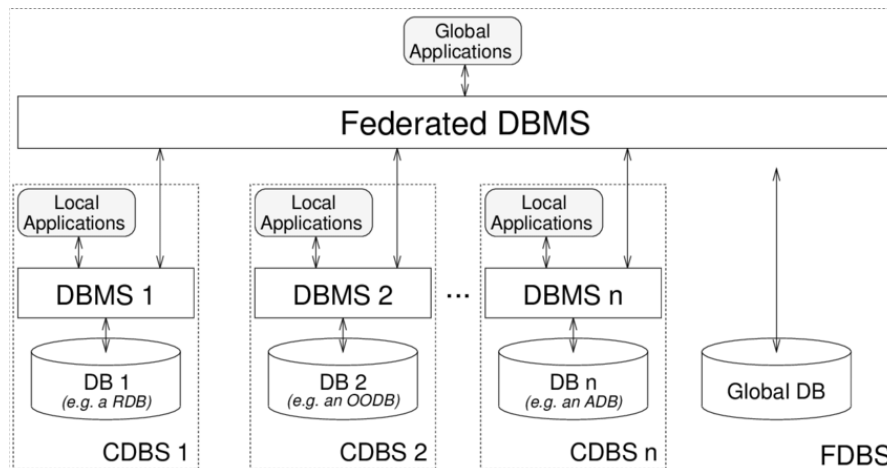 Global
Applications
Federated DBMS
Local
Applications
Local
Applications
Local
Applications
DBMS 1
DBMS 2
...
DBMS n
DB 1
(e.g. a RDB)
DB 2
(e.g. an OODB)
DB n
(e.g. an ADB)
Global DB
CDBS 1
CDBS 2
CDBS n
FDBS